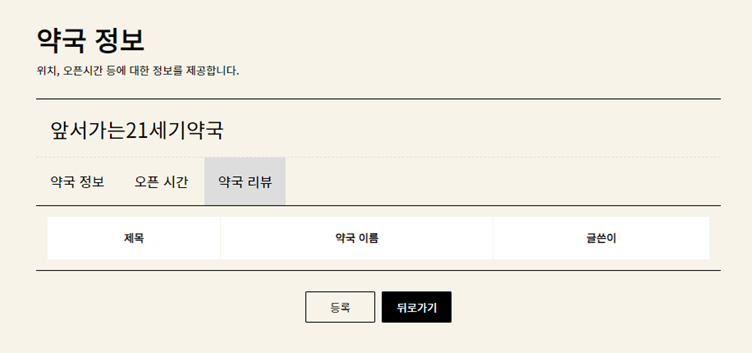 약국 정보
위치, 오픈시간 등에 대한 정보를 제공합니다.
앞서가는21세기약국
약국 정보 오픈 시간 약국 리뷰
제목 약국 이름 글쓴이
등록 뒤로가기